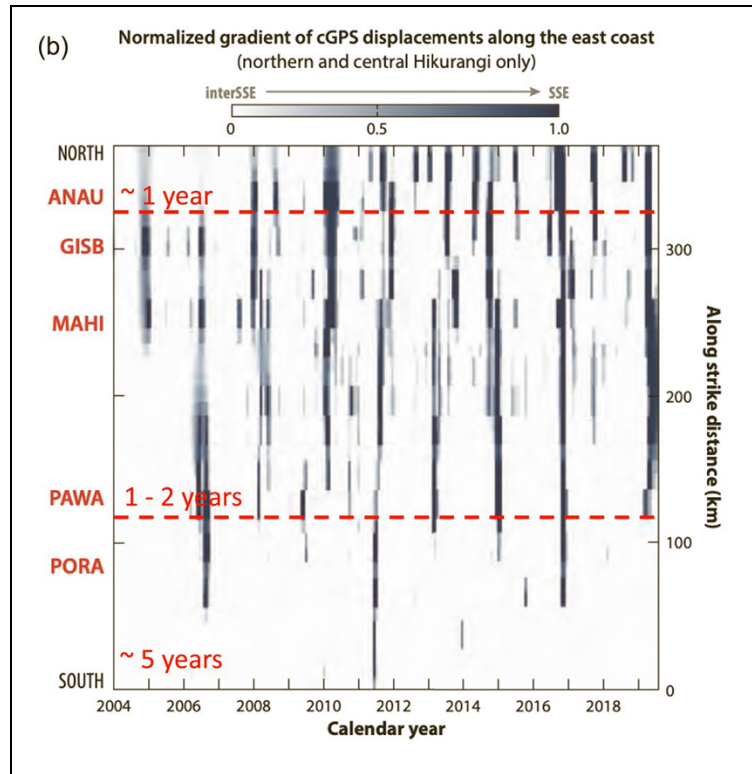 (b)
Normalized gradient of cGPS displacements along the east coast
(northern and central Hikurangi only)
interSSE SSE
0 0.5 1.0
NORTH
ANAU ~ 1 year
GISB 300
MAHI
200
PAWA 1 - 2 years
100
PORA
~ 5 years
SOUTH 0
2004 2006 2008 2010 2012 2014 2016 2018
Calendar year
Along strike distance (km)